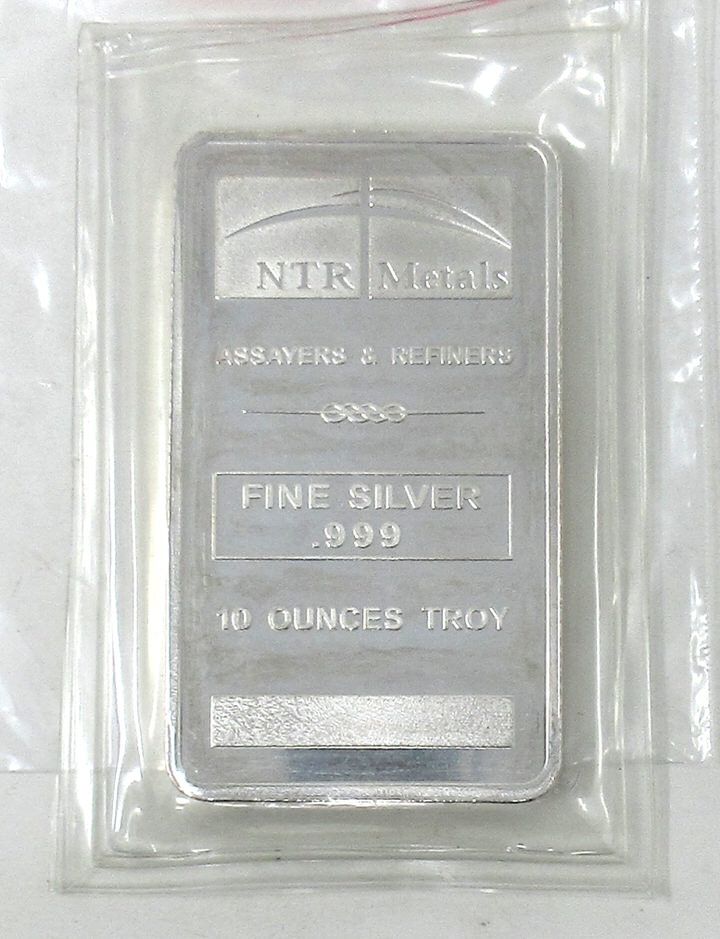 NTR Metals
ASSAYERS & REFINERS
FINE SILVER
.999
10 OUNCES TROY